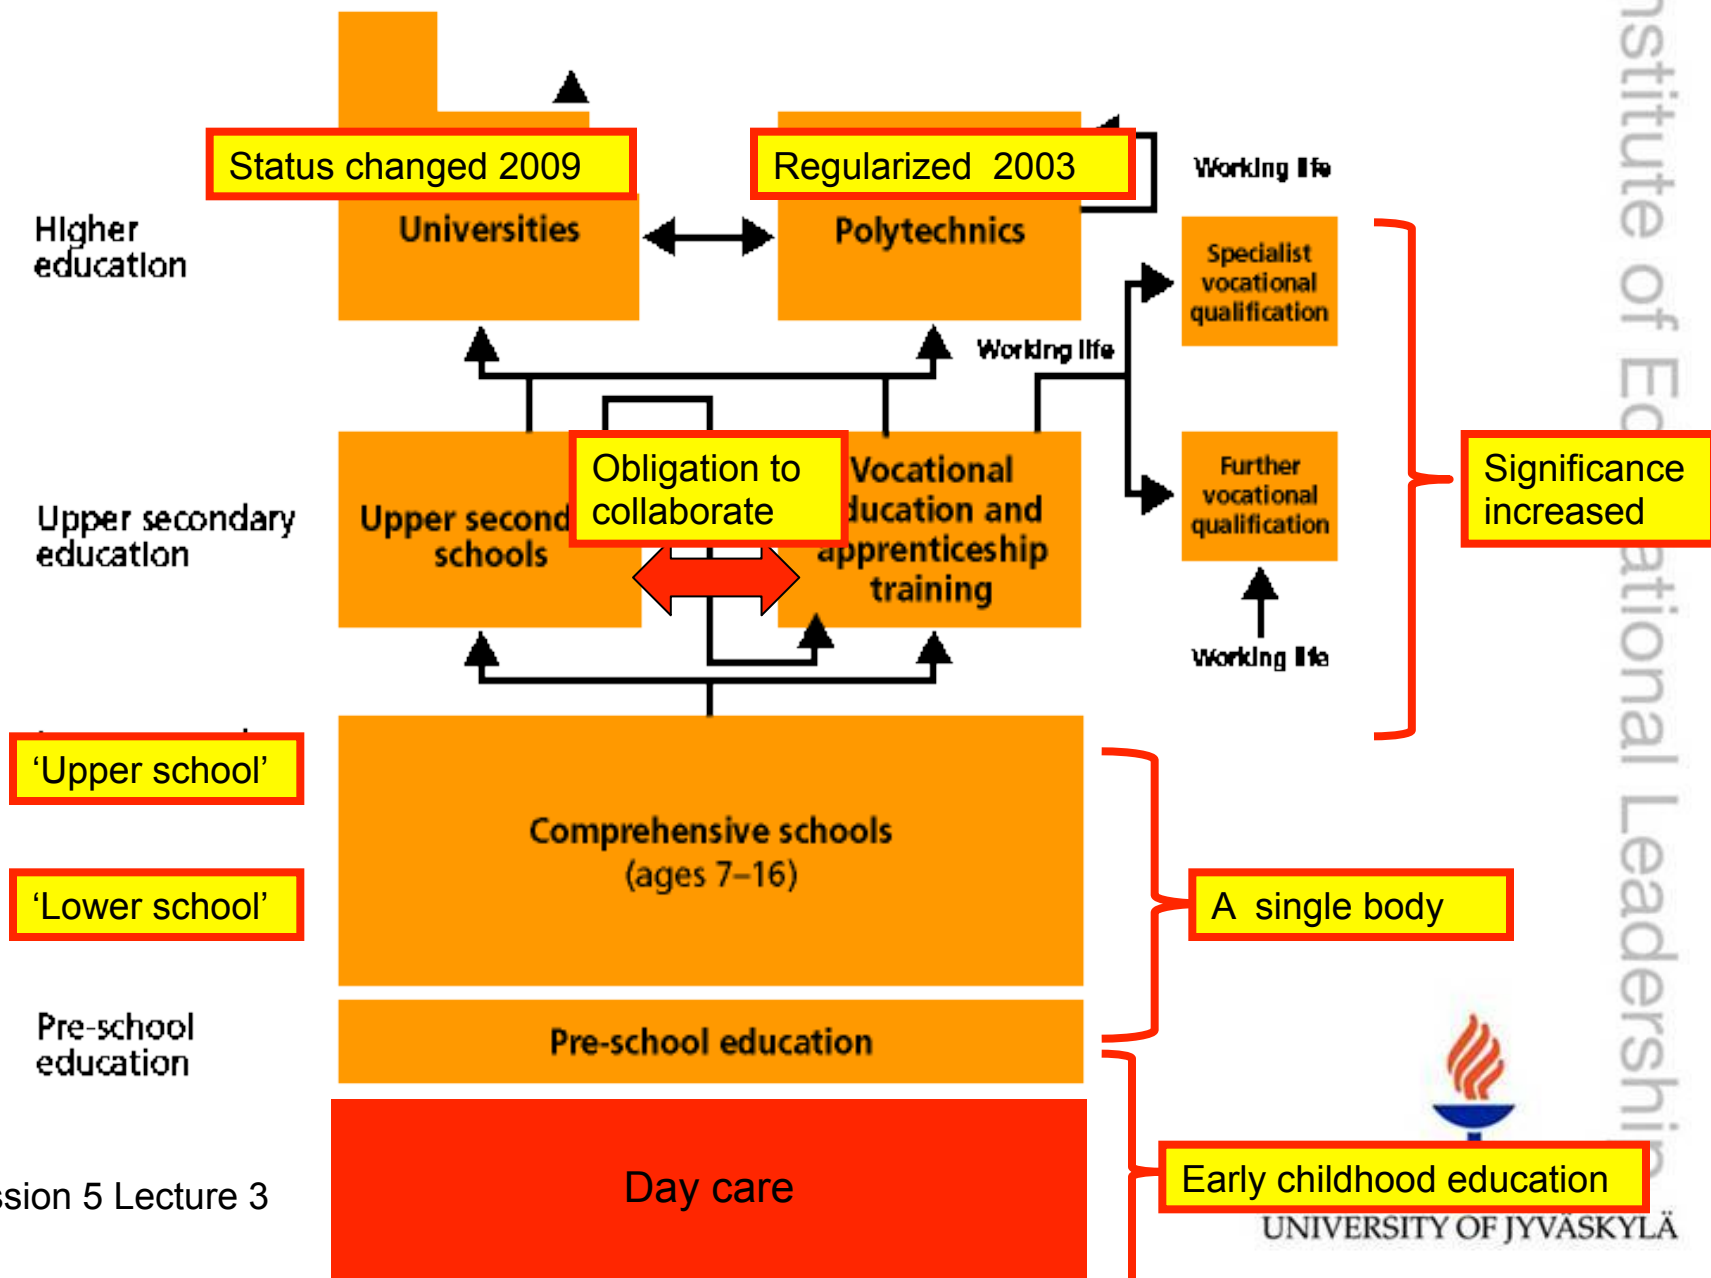 Status changed 2009
Regularized 2003
Working life
Higher
education
Universities
Polytechnics
Specialist
vocational
qualification
Working life
Upper secondary
education
Upper second
schools
Obligation to
collaborate
Vocational
education and
apprenticeship
training
Further
vocational
qualification
Significance
increased
Working life
‘Upper school’
Comprehensive schools
(ages 7–16)
‘Lower school’
A single body
Pre-school
education
Pre-school education
Day care
Early childhood education
ssion 5 Lecture 3
nstitute of Educational Leadership
UNIVERSITY OF JYVÄSKYLÄ